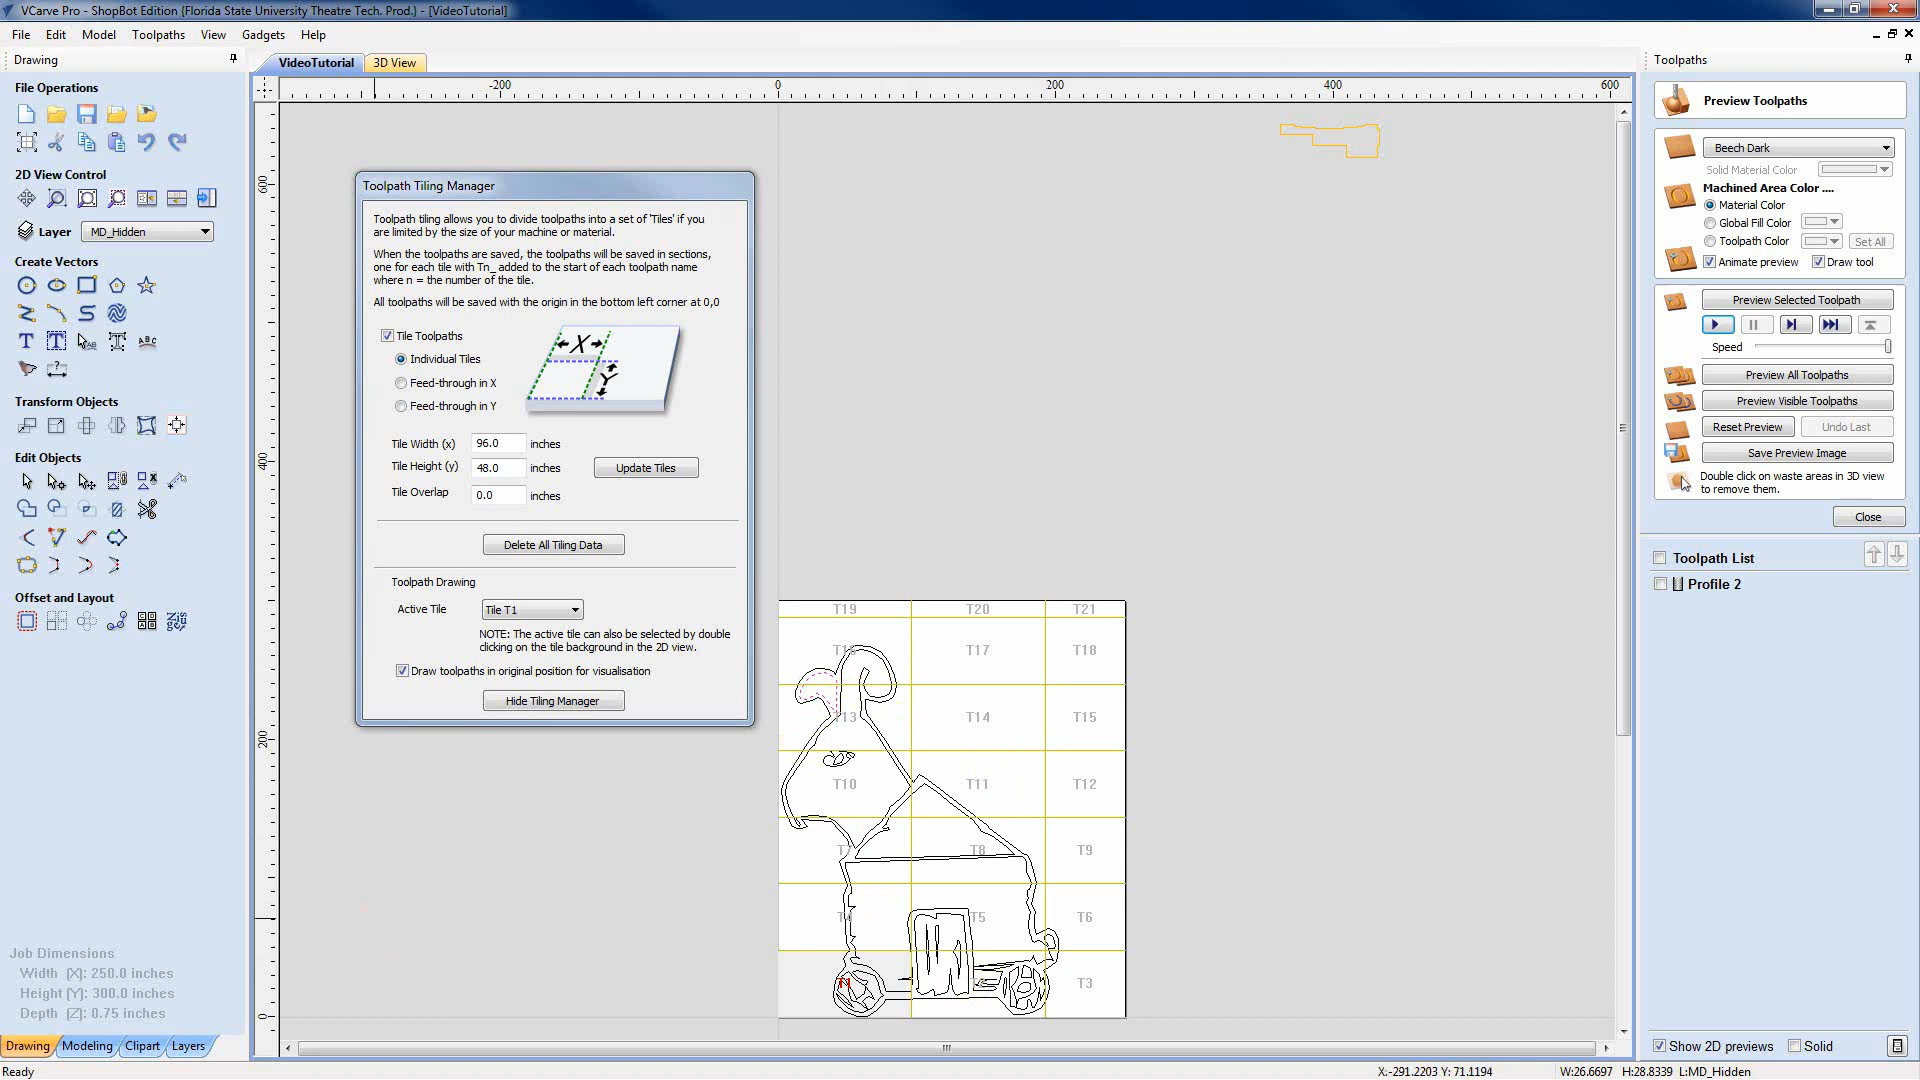 VCarve Pro - ShopBot Edition {Florida State University Theatre Tech. Prod.} - [VideoTutorial]
File Edit Model Toolpaths View Gadgets Help
Drawing
File Operations
2D View Control
Layer MD_Hidden
Create Vectors
Transform Objects
Edit Objects
Offset and Layout
Job Dimensions
Width (X): 250.0 inches
Height (Y): 300.0 inches
Depth (Z): 0.75 inches
Drawing Modeling Clipart Layers
Ready
VideoTutorial 3D View
-200 0 200 400 600
600
400
200
0
Toolpath Tiling Manager
Toolpath tiling allows you to divide toolpaths into a set of 'Tiles' if you
are limited by the size of your machine or material.
When the toolpaths are saved, the toolpaths will be saved in sections,
one for each tile with Tn_ added to the start of each toolpath name
where n = the number of the tile.
All toolpaths will be saved with the origin in the bottom left corner at 0,0
Tile Toolpaths
Individual Tiles
Feed-through in X
Feed-through in Y
X
Y
Tile Width (x) 96.0 inches
Tile Height (y) 48.0 inches
Update Tiles
Tile Overlap 0.0 inches
Delete All Tiling Data
Toolpath Drawing
Active Tile Tile T1
NOTE: The active tile can also be selected by double
clicking on the tile background in the 2D view.
Draw toolpaths in original position for visualisation
Hide Tiling Manager
T19 T20 T21
T16 T17 T18
T13 T14 T15
T10 T11 T12
T7 T8 T9
T4 T5 T6
T1 T3
Toolpaths
Preview Toolpaths
Beech Dark
Solid Material Color
Machined Area Color ....
Material Color
Global Fill Color
Toolpath Color Set All
Animate preview Draw tool
Preview Selected Toolpath
Speed
Preview All Toolpaths
Preview Visible Toolpaths
Reset Preview Undo Last
Save Preview Image
Double click on waste areas in 3D view
to remove them.
Close
Toolpath List
Profile 2
Show 2D previews Solid
X:-291.2203 Y: 71.1194 W:26.6697 H:28.8339 L:MD_Hidden